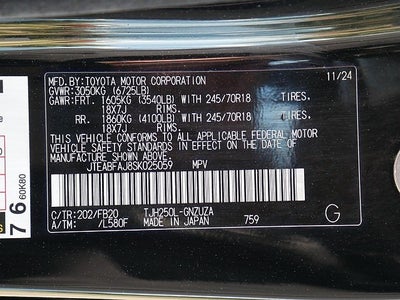 MFD.BY:TOYOTA MOTOR CORPORATION 11/24
GVWR:3050KG (6725LB)
GAWR:FRT. 1605KG (3540LB) WITH 245/70R18 TIRES,
18X7J RIMS.
RR. 1860KG (4100LB) WITH 245/70R18 TIRES,
18X7J RIMS.
THIS VEHICLE CONFORMS TO ALL APPLICABLE FEDERAL MOTOR
VEHICLE SAFETY STANDARDS IN EFFECT ON THE DATE OF
MANUFACTURE SHOWN ABOVE.
JTEABFAJ8SK025059 MPV
C/TR:202/FB20 TJH250L-GNZUZA
A/TM: /L580F MADE IN JAPAN 759
G
7 6
60K80